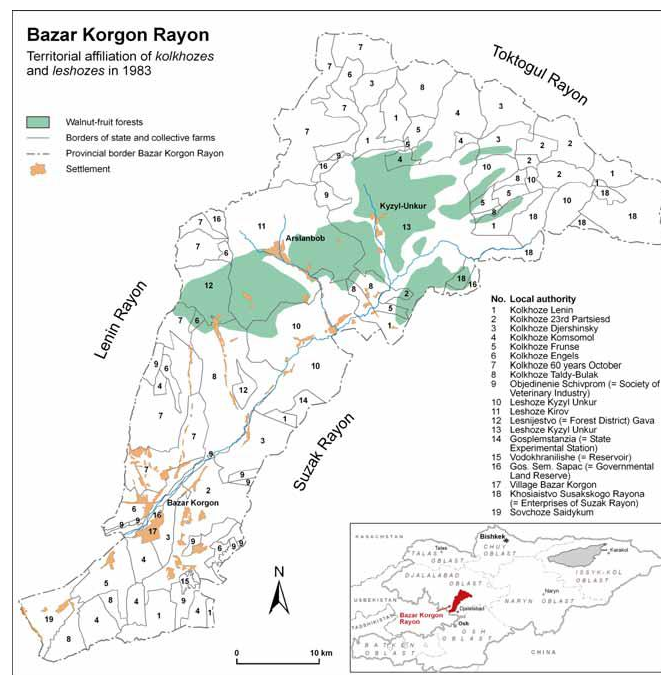 Bazar Korgon Rayon
Territorial affiliation of kolkhozes
and leshozes in 1983
Walnut-fruit forests
Borders of state and collective farms
Provincial border Bazar Korgon Rayon
Settlement
Toktogul Rayon
Lenin Rayon
Suzak Rayon
Kyzyl-Unkur
Arslanbob
Bazar Korgon
No. Local authority
1 Kolkhoze Lenin
2 Kolkhoze 23rd Partsiesd
3 Kolkhoze Djershinsky
4 Kolkhoze Komsomol
5 Kolkhoze Frunse
6 Kolkhoze Engels
7 Kolkhoze 60 years October
8 Kolkhoze Taldy-Bulak
9 Objedinenie Schivprom (= Society of
Veterinary Industry)
10 Leshoze Kyzyl Unkur
11 Leshoze Kirov
12 Lesnijestvo (= Forest District) Gava
13 Leshoze Kyzyl Unkur
14 Gosplemstanzia (= State
Experimental Station)
15 Vodokhranilishe (= Reservoir)
16 Gos. Sem. Sapac (= Governmental
Land Reserve)
17 Village Bazar Korgon
18 Khosiaistvo Susakskogo Rayona
(= Enterprises of Suzak Rayon)
19 Sovchoze Saidykum
N
0 10 km
KAZACHSTAN
Bishkek
Talas
TALAS
OBLAST
CHUY
OBLAST
Karakol
ISSYK-KÖL
OBLAST
DJALALABAD
OBLAST
Naryn
NARYN OBLAST
UZBEKISTAN
Bazar Korgon
Rayon
Djalalabad
Osh
OSH
OBLAST
TADSHIKISTAN
BATKEN
OBLAST
CHINA